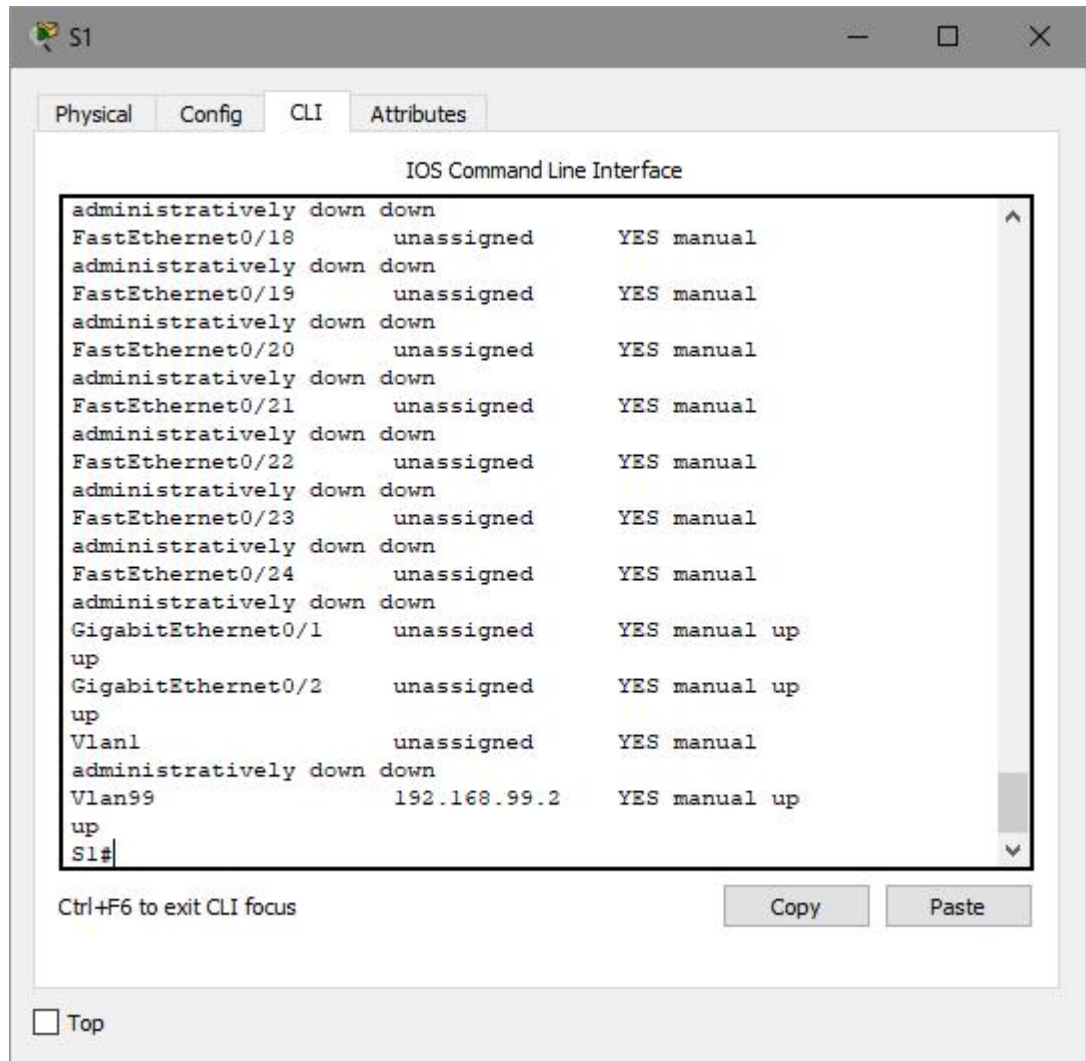 S1
Physical Config CLI Attributes
IOS Command Line Interface
administratively down down
FastEthernet0/18 unassigned YES manual
administratively down down
FastEthernet0/19 unassigned YES manual
administratively down down
FastEthernet0/20 unassigned YES manual
administratively down down
FastEthernet0/21 unassigned YES manual
administratively down down
FastEthernet0/22 unassigned YES manual
administratively down down
FastEthernet0/23 unassigned YES manual
administratively down down
FastEthernet0/24 unassigned YES manual
administratively down down
GigabitEthernet0/1 unassigned YES manual up
up
GigabitEthernet0/2 unassigned YES manual up
up
Vlan1 unassigned YES manual
administratively down down
Vlan99 192.168.99.2 YES manual up
up
S1#
Ctrl+F6 to exit CLI focus Copy Paste
Top